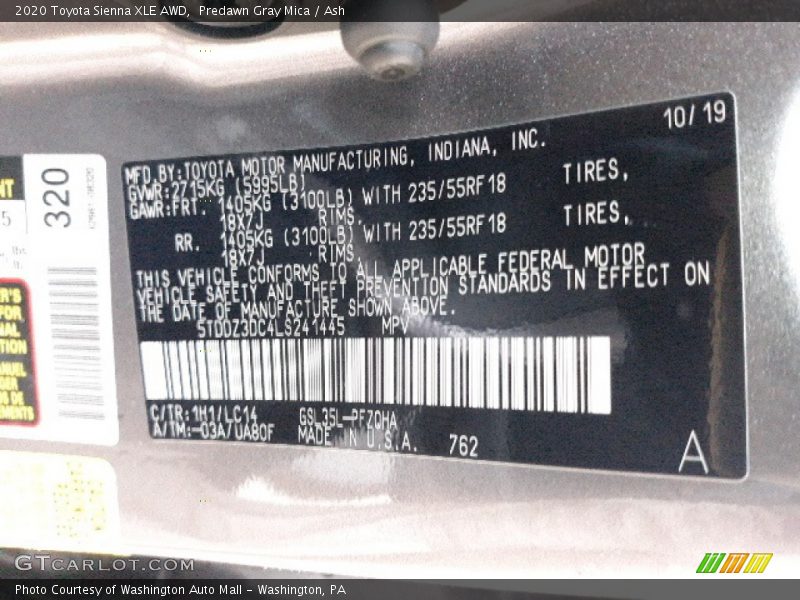 2020 Toyota Sienna XLE AWD,  Predawn Gray Mica / Ash
10/19
MFD.BY:TOYOTA MOTOR MANUFACTURING, INDIANA, INC.
GVWR:2715KG (5995LB)
GAWR:FRT. 1405KG (3100LB) WITH 235/55RF18 TIRES,
18X7J RIMS,
RR. 1405KG (3100LB) WITH 235/55RF18 TIRES,
18X7J RIMS,
THIS VEHICLE CONFORMS TO ALL APPLICABLE FEDERAL MOTOR
VEHICLE SAFETY AND THEFT PREVENTION STANDARDS IN EFFECT ON
THE DATE OF MANUFACTURE SHOWN ABOVE.
5TDDZ3DC4LS241445 MPV
C/TR:1H1/LC14 GSL35L-PFZQHA
A/TM:-03A/UA80F MADE IN U.S.A. 762
A
320
GTCARLOT.COM
Photo Courtesy of Washington Auto Mall - Washington, PA